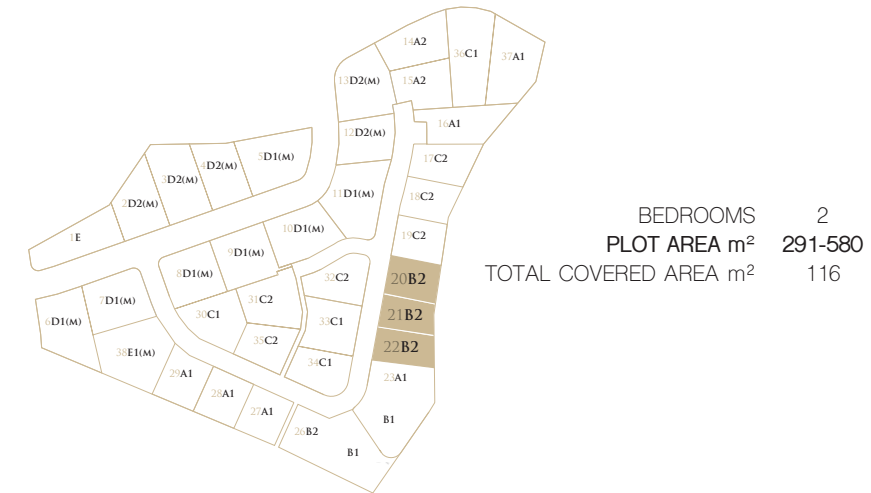 14A2
36C1
37A1
13D2(M)
15A2
16A1
12D2(M)
5D1(M)
4D2(M)
3D2(M)
17C2
11D1(M)
18C2
2D2(M)
10D1(M)
19C2
1E
9D1(M)
8D1(M)
32C2
20B2
7D1(M)
31C2
30C1
33C1
21B2
6D1(M)
35C2
22B2
38E1(M)
34C1
29A1
23A1
28A1
27A1
B1
26B2
B1
BEDROOMS 2
PLOT AREA m² 291-580
TOTAL COVERED AREA m² 116